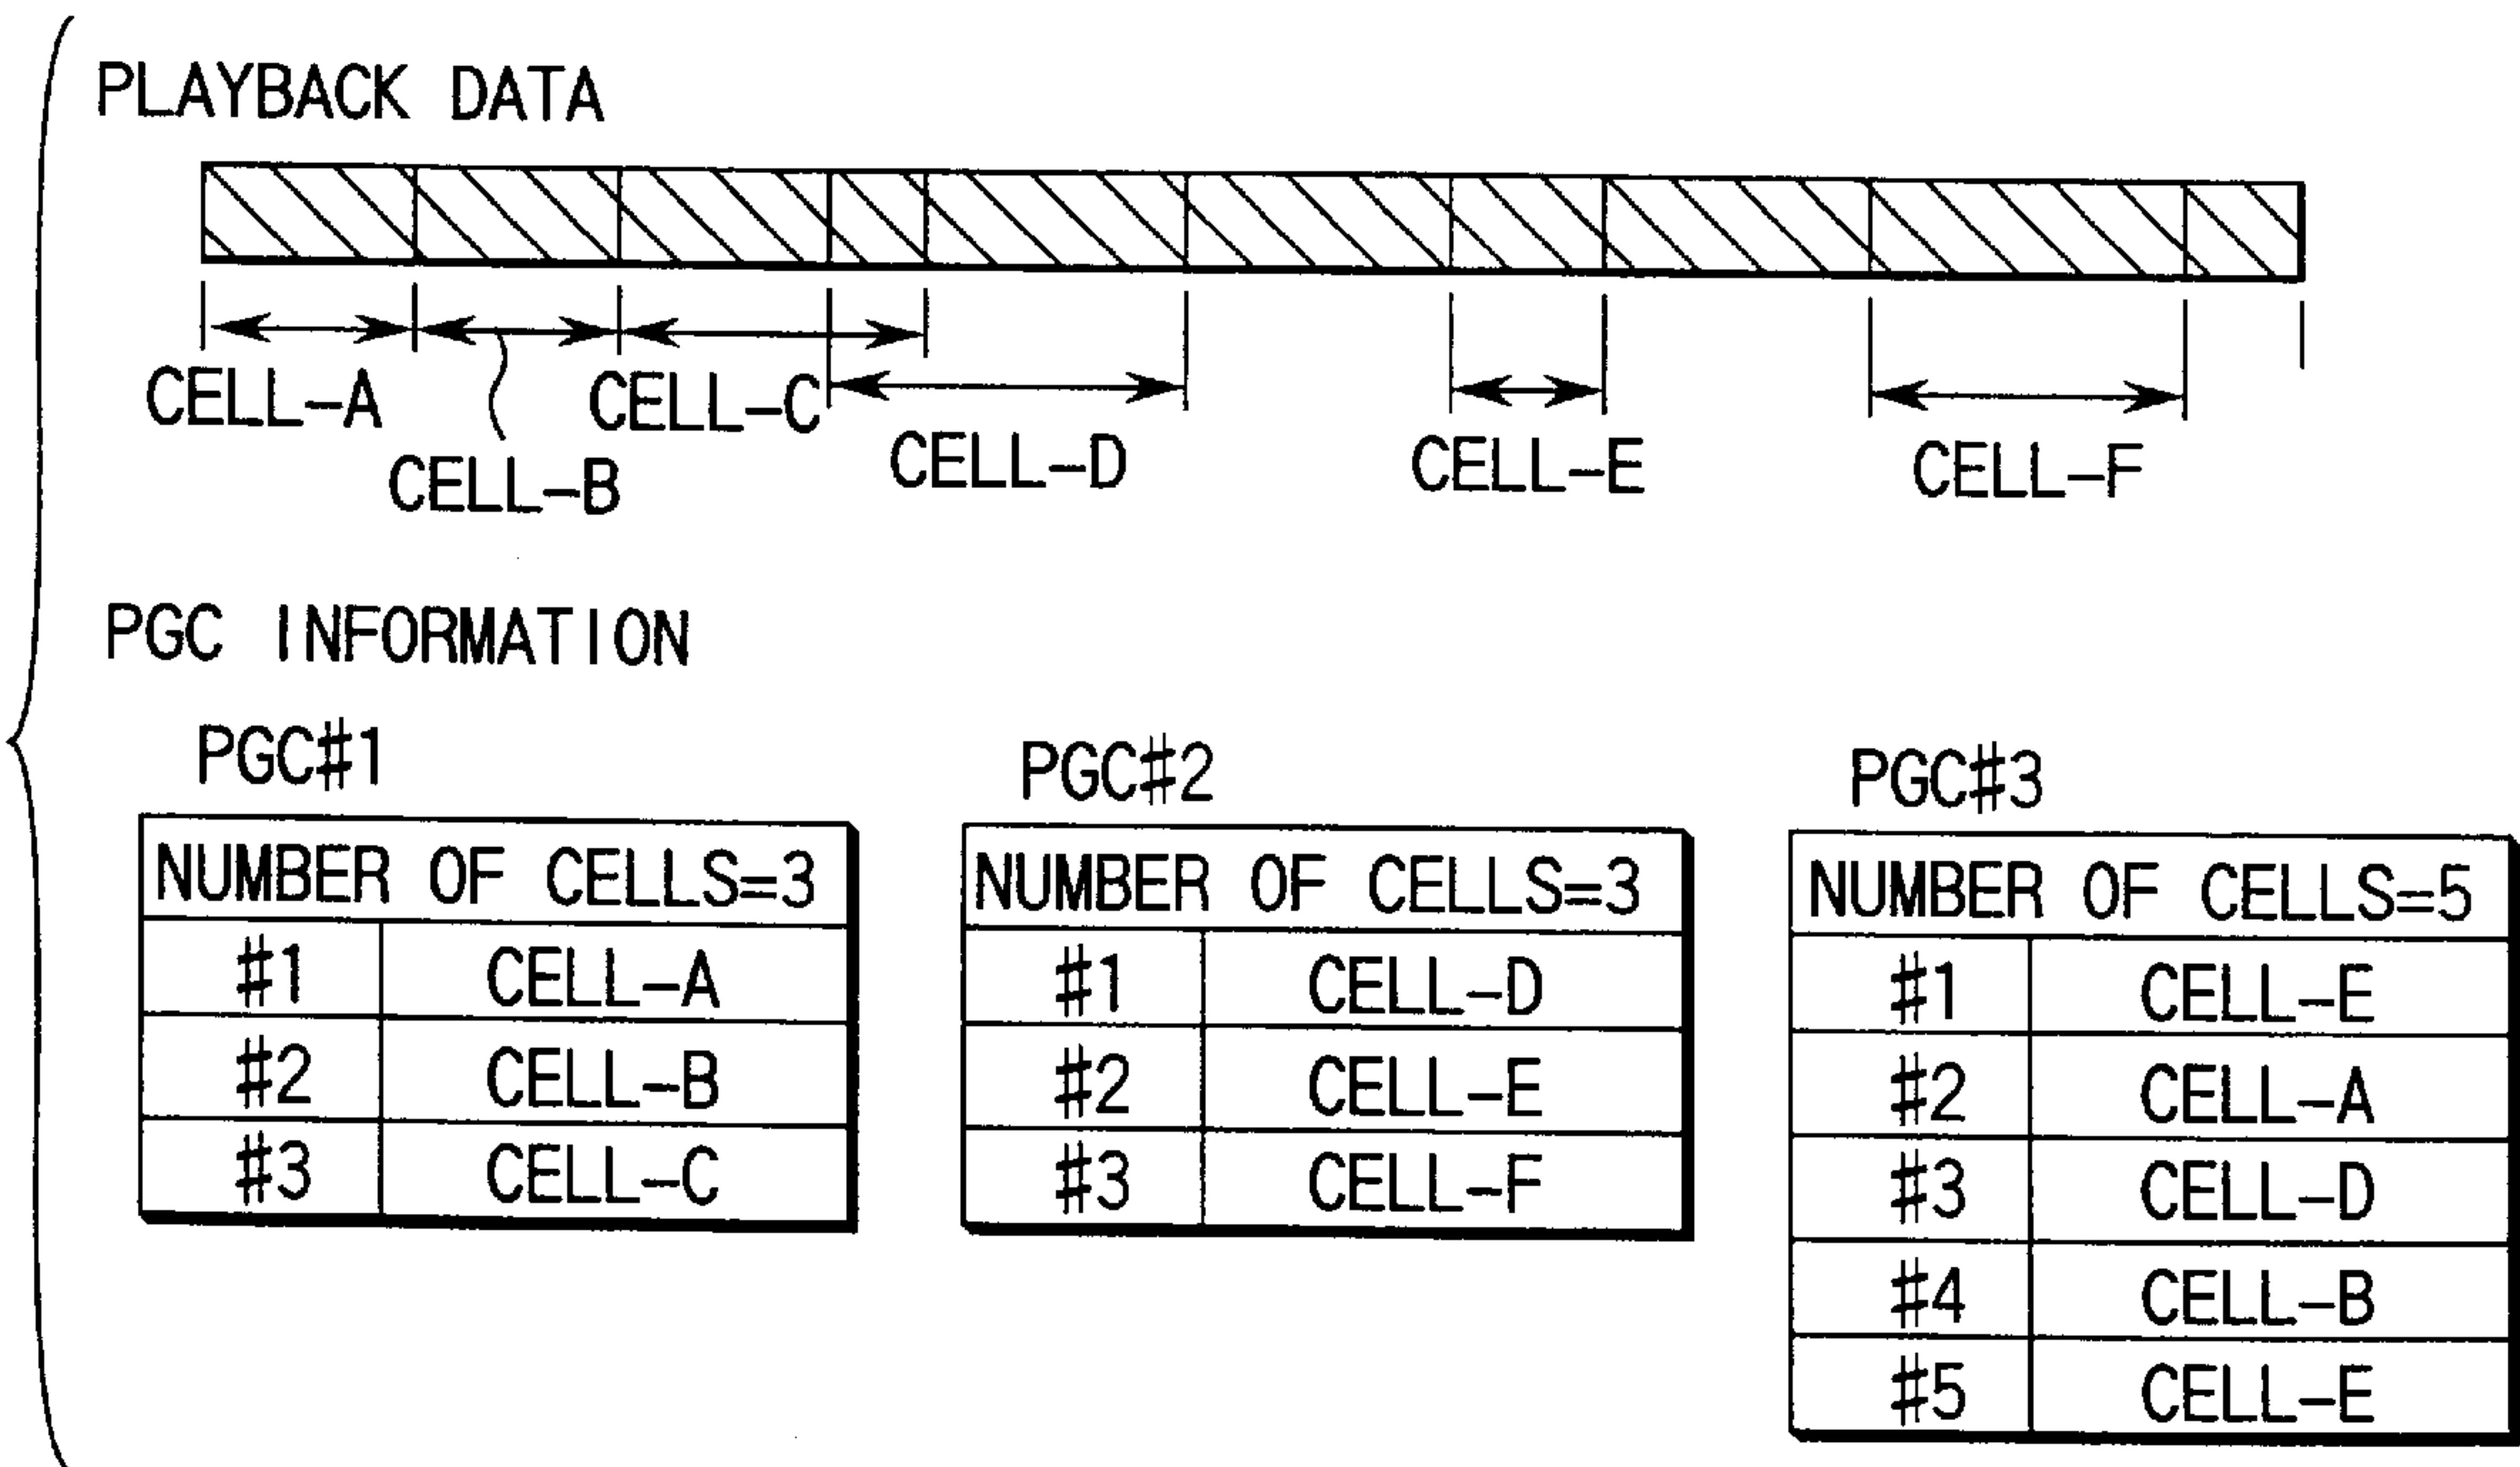 PLAYBACK DATA
CELL-A
CELL-B
CELL-C
CELL-D
CELL-E
CELL-F
PGC INFORMATION
PGC#1
NUMBER OF CELLS=3
#1 CELL-A
#2 CELL-B
#3 CELL-C
PGC#2
NUMBER OF CELLS=3
#1 CELL-D
#2 CELL-E
#3 CELL-F
PGC#3
NUMBER OF CELLS=5
#1 CELL-E
#2 CELL-A
#3 CELL-D
#4 CELL-B
#5 CELL-E